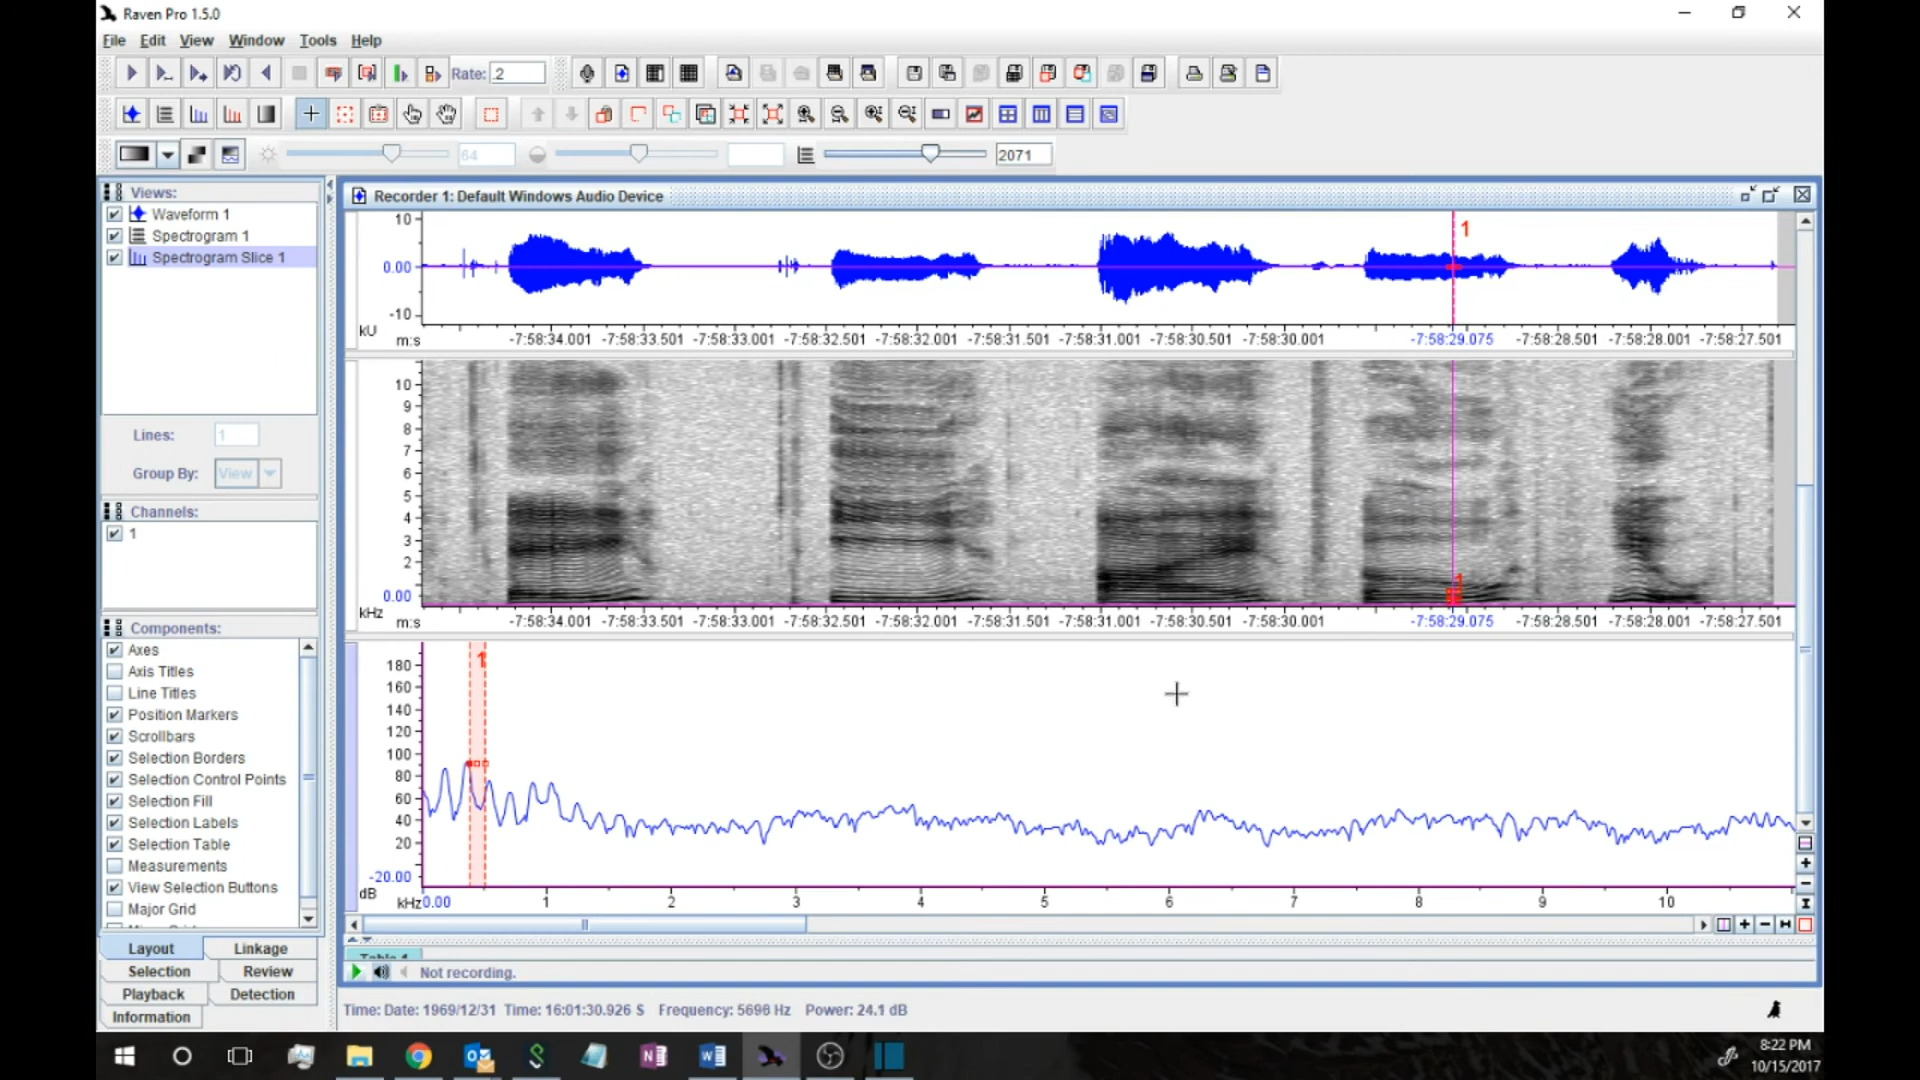 Raven Pro 1.5.0
File Edit View Window Tools Help
Rate: .2
64
2071
Views:
Waveform 1
Spectrogram 1
Spectrogram Slice 1
Lines: 1
Group By: View
Channels:
1
Components:
Axes
Axis Titles
Line Titles
Position Markers
Scrollbars
Selection Borders
Selection Control Points
Selection Fill
Selection Labels
Selection Table
Measurements
View Selection Buttons
Major Grid
Layout Linkage
Selection Review
Playback Detection
Information
Recorder 1: Default Windows Audio Device
10
0.00
-10
kU
1
m:s -7:58:34.001 -7:58:33.501 -7:58:33.001 -7:58:32.501 -7:58:32.001 -7:58:31.501 -7:58:31.001 -7:58:30.501 -7:58:30.001 -7:58:29.075 -7:58:28.501 -7:58:28.001 -7:58:27.501
10
9
8
7
6
5
4
3
2
0.00
kHz
1
m:s -7:58:34.001 -7:58:33.501 -7:58:33.001 -7:58:32.501 -7:58:32.001 -7:58:31.501 -7:58:31.001 -7:58:30.501 -7:58:30.001 -7:58:29.075 -7:58:28.501 -7:58:28.001 -7:58:27.501
1
180
160
140
120
100
80
60
40
20
-20.00
dB
kHz 0.00 1 2 3 4 5 6 7 8 9 10
Table 1
Not recording.
Time: Date: 1969/12/31 Time: 16:01:30.926 S Frequency: 5696 Hz Power: 24.1 dB
8:22 PM
10/15/2017